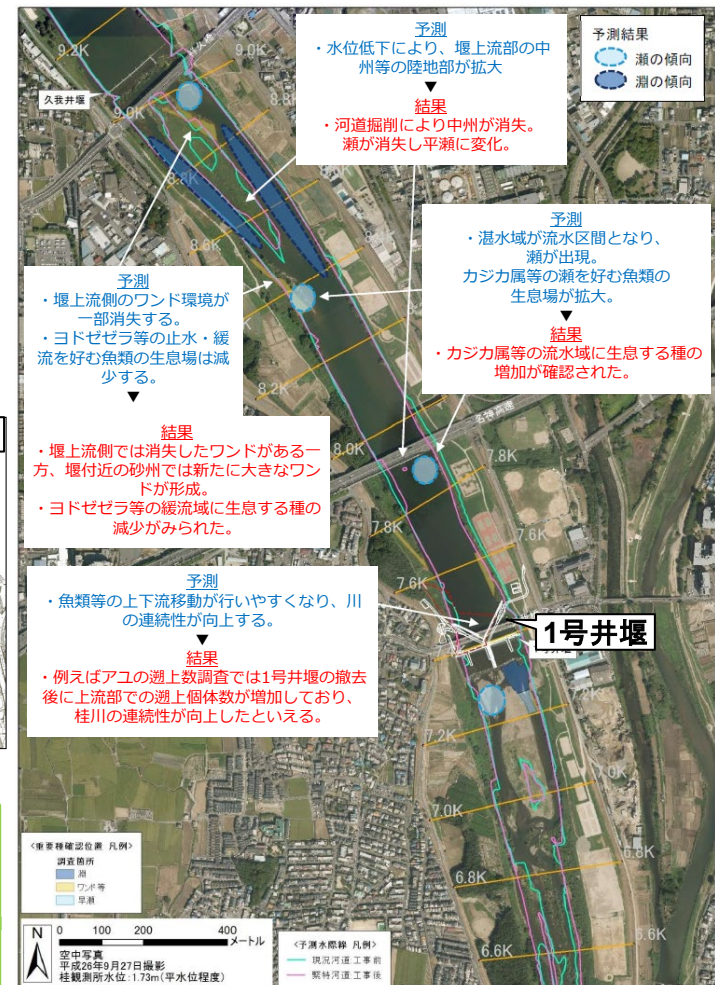 予測
・水位低下により、堰上流部の中
州等の陸地部が拡大
▼
結果
・河道掘削により中州が消失。
瀬が消失し平瀬に変化。
予測結果
瀬の傾向
淵の傾向
9.2K
9.0K
久我井堰
9.0K
8.8K
8.8K
8.6K
予測
・湛水域が流水区間となり、
瀬が出現。
カジカ属等の瀬を好む魚類の
生息場が拡大。
▼
結果
・カジカ属等の流水域に生息する種の
増加が確認された。
予測
・堰上流側のワンド環境が
一部消失する。
・ヨドゼゼラ等の止水・緩
流を好む魚類の生息場は減
少する。
▼
結果
・堰上流側では消失したワンドがある一
方、堰付近の砂州では新たに大きなワン
ドが形成。
・ヨドゼゼラ等の緩流域に生息する種の
減少がみられた。
8.2K
8.0K
名神高速
7.8K
7.8K
7.6K
7.6K
予測
・魚類等の上下流移動が行いやすくなり、川
の連続性が向上する。
▼
結果
・例えばアユの遡上数調査では1号井堰の撤去
後に上流部での遡上個体数が増加しており、
桂川の連続性が向上したといえる。
1号井堰
7.2K
7.0K
7.0K
6.8K
6.8K
6.6K
6.6K
<重要種確認位置 凡例>
調査箇所
淵
ワンド等
早瀬
N
0 100 200 400
メートル
空中写真
平成26年9月27日撮影
桂観測所水位:1.73m(平水位程度)
<予測水際線 凡例>
現況河道:工事前
緊特河道:工事後